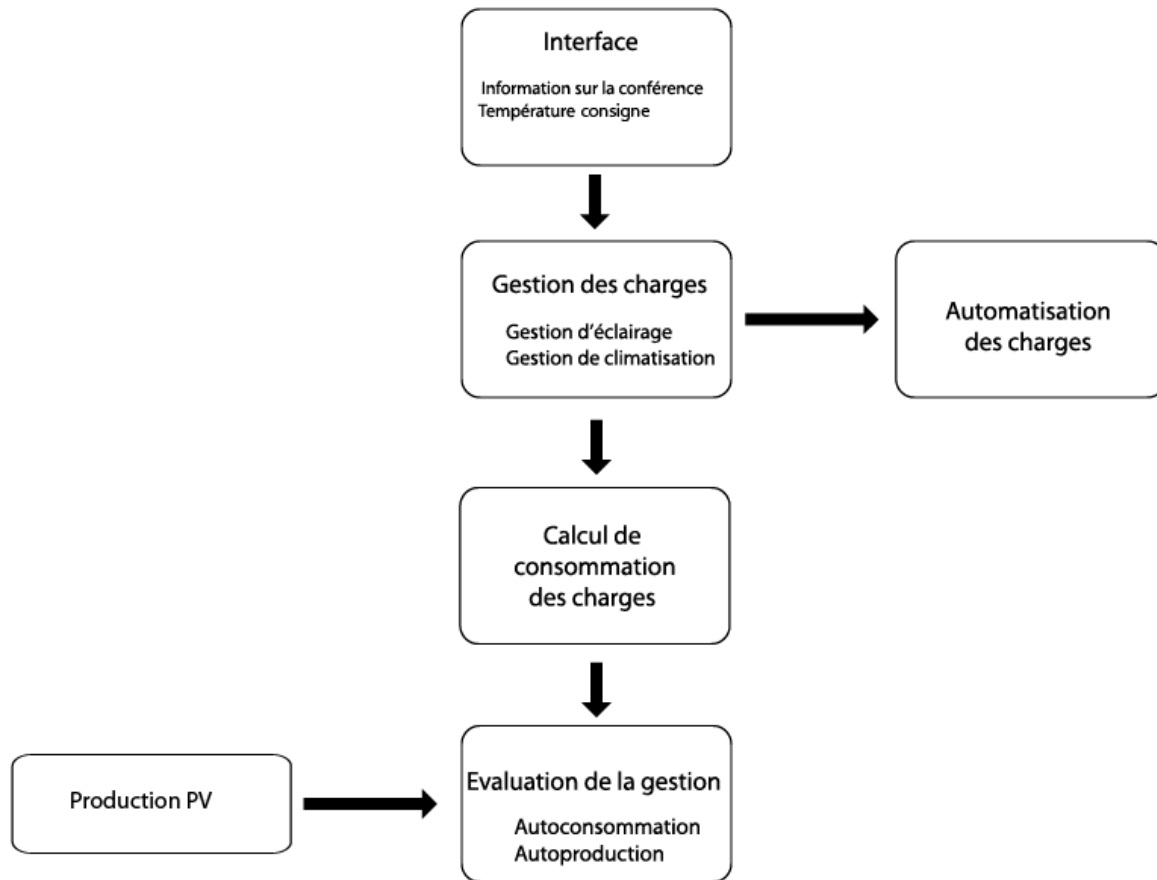 Interface
Information sur la conférence
Température consigne
Gestion des charges
Gestion d'éclairage
Gestion de climatisation
Automatisation
des charges
Calcul de
consommation
des charges
Production PV
Evaluation de la gestion
Autoconsommation
Autoproduction